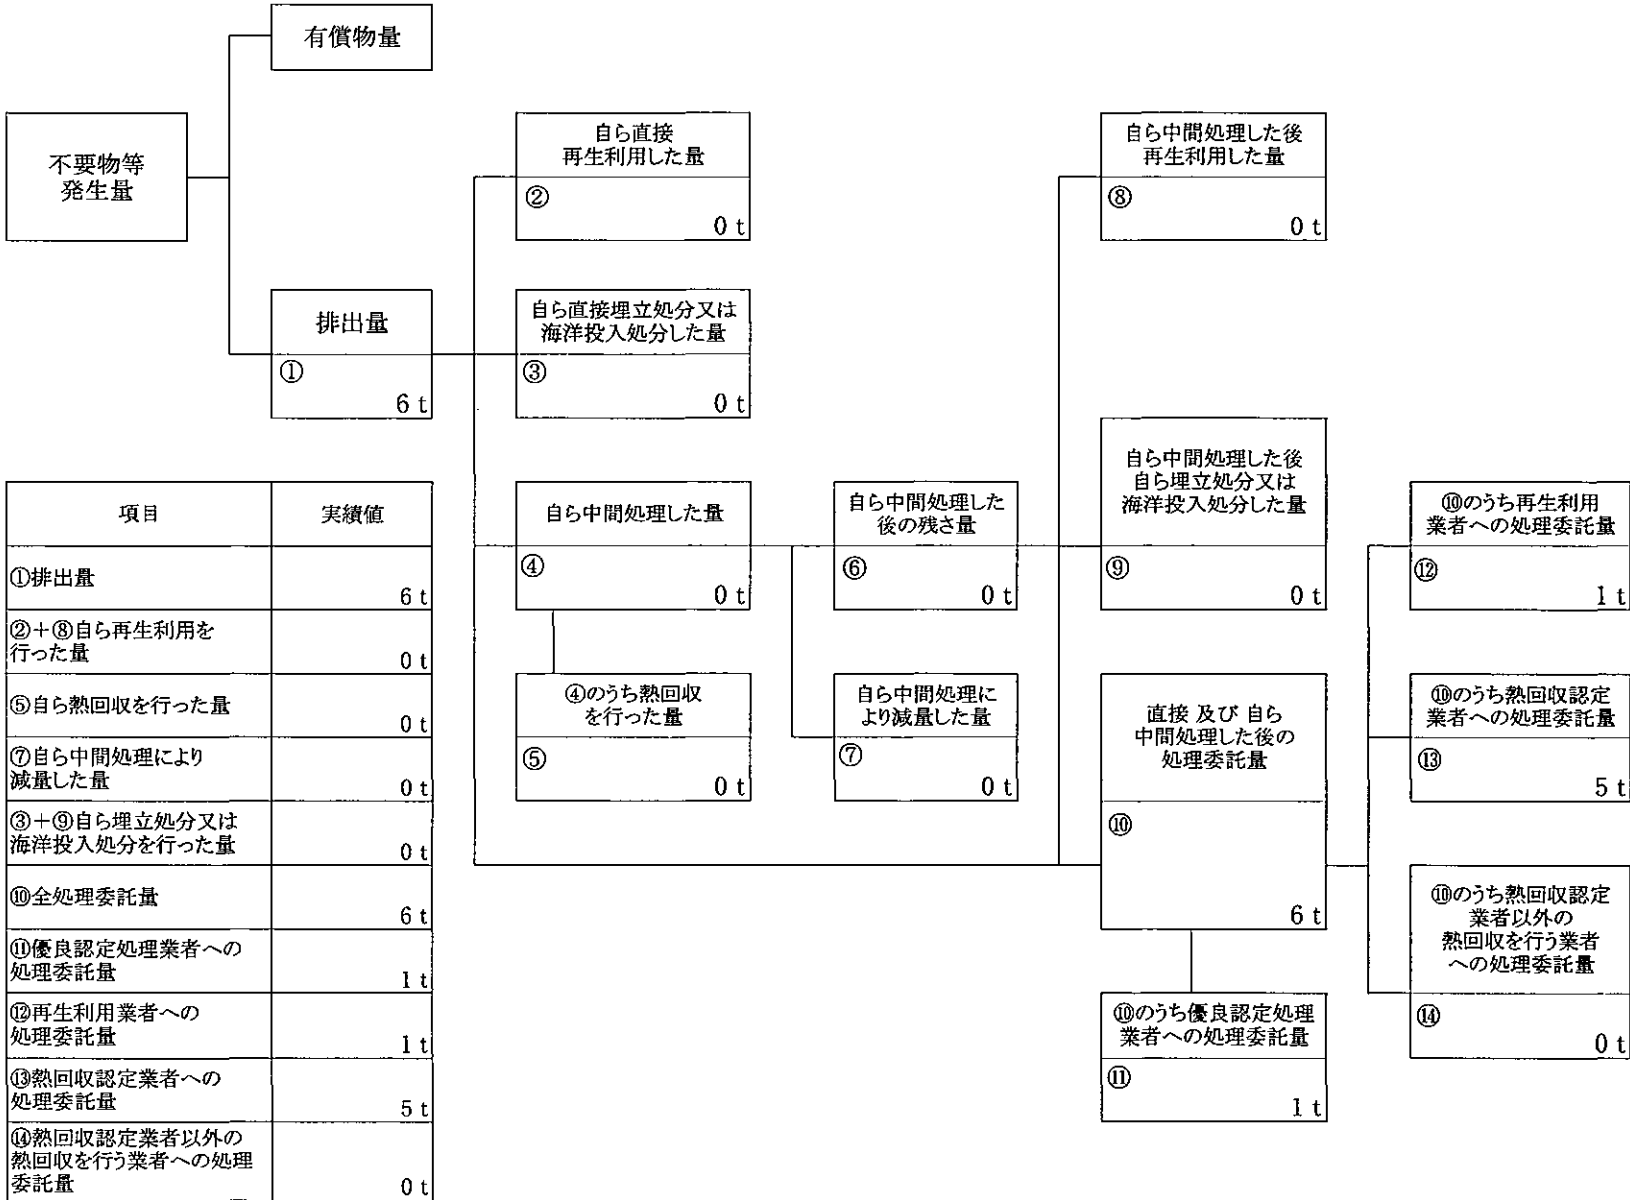 有償物量
不要物等
発生量
排出量
①
6 t
自ら直接
再生利用した量
②
0 t
自ら直接埋立処分又は
海洋投入処分した量
③
0 t
自ら中間処理した量
④
0 t
④のうち熱回収
を行った量
⑤
0 t
自ら中間処理した
後の残さ量
⑥
0 t
自ら中間処理に
より減量した量
⑦
0 t
自ら中間処理した後
再生利用した量
⑧
0 t
自ら中間処理した後
自ら埋立処分又は
海洋投入処分した量
⑨
0 t
直接 及び 自ら
中間処理した後の
処理委託量
⑩
6 t
⑩のうち優良認定処理
業者への処理委託量
⑪
1 t
⑩のうち再生利用
業者への処理委託量
⑫
1 t
⑩のうち熱回収認定
業者への処理委託量
⑬
5 t
⑩のうち熱回収認定
業者以外の
熱回収を行う業者
への処理委託量
⑭
0 t
項目 実績値
①排出量 6 t
②+⑧自ら再生利用を
行った量 0 t
⑤自ら熱回収を行った量 0 t
⑦自ら中間処理により
減量した量 0 t
③+⑨自ら埋立処分又は
海洋投入処分を行った量 0 t
⑩全処理委託量 6 t
⑪優良認定処理業者への
処理委託量 1 t
⑫再生利用業者への
処理委託量 1 t
⑬熱回収認定業者への
処理委託量 5 t
⑭熱回収認定業者以外の
熱回収を行う業者への処理
委託量 0 t